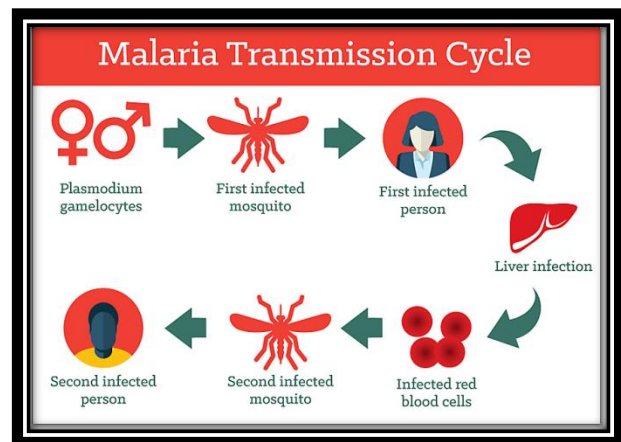 Malaria Transmission Cycle
Plasmodium
gamelocytes
First infected
mosquito
First infected
person
Liver infection
Second infected
person
Second infected
mosquito
Infected red
blood cells